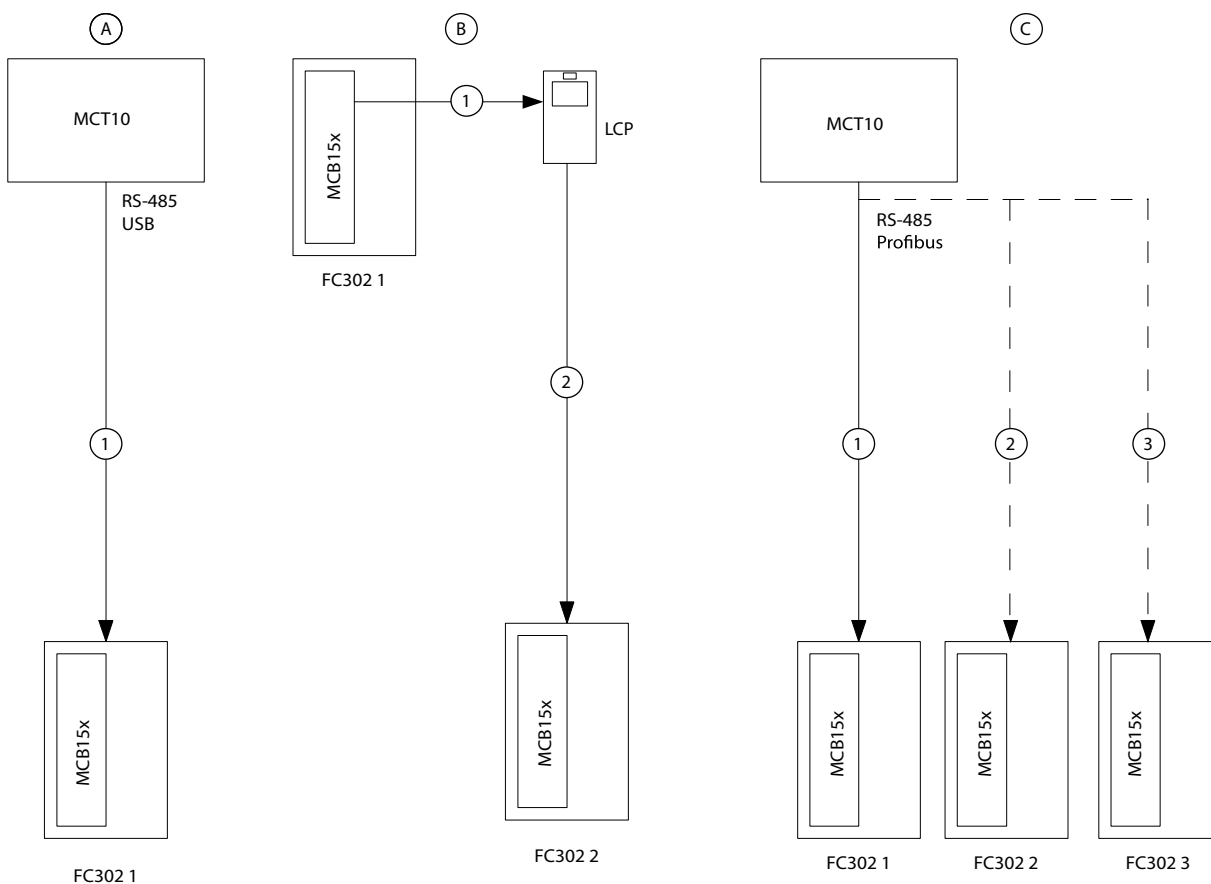 A
MCT10
RS-485
USB
1
MCB15x
FC302 1
B
MCB15x
FC302 1
1
LCP
2
MCB15x
FC302 2
C
MCT10
RS-485
Profibus
1
2
3
MCB15x
MCB15x
MCB15x
FC302 1
FC302 2
FC302 3